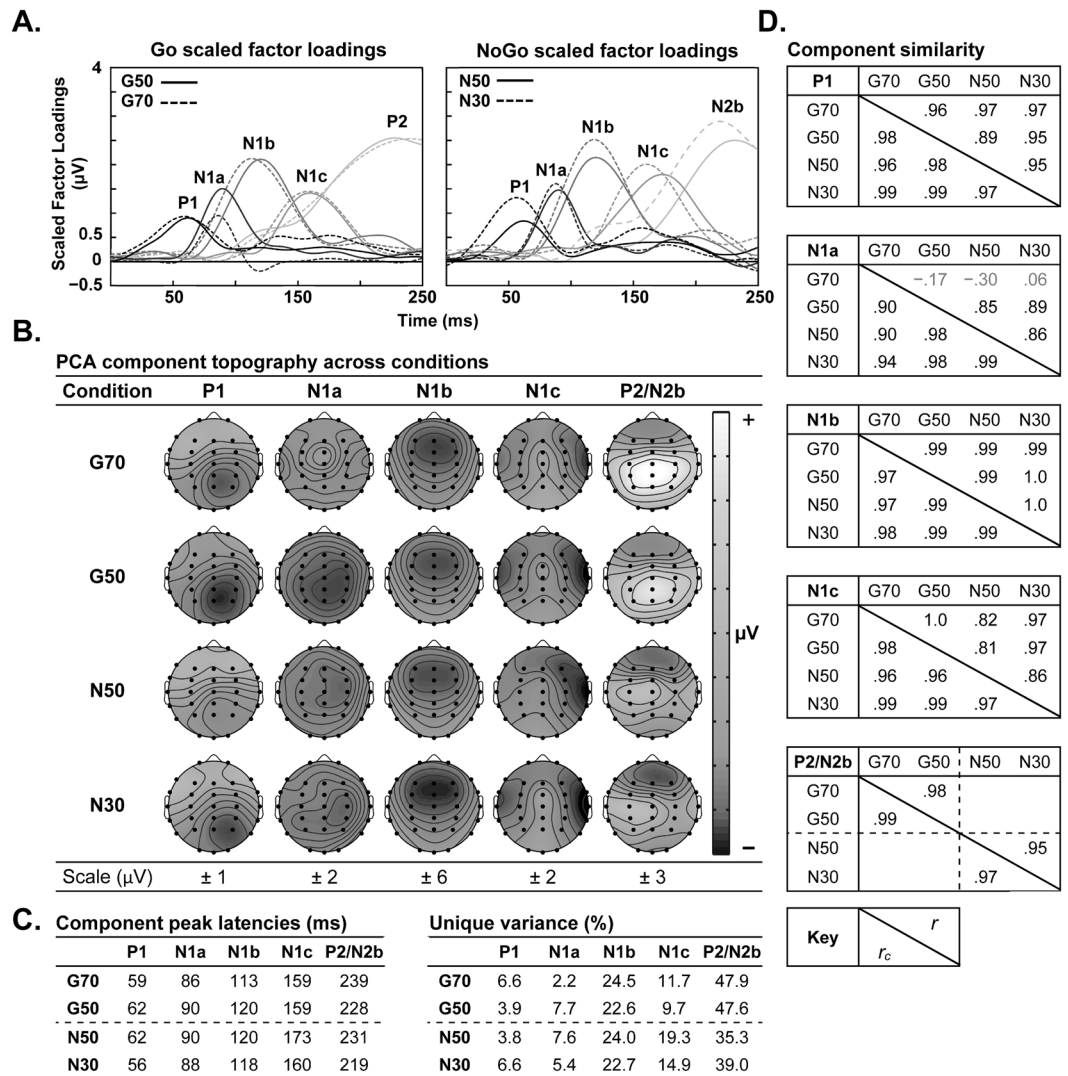 A.
Go scaled factor loadings
NoGo scaled factor loadings
Scaled Factor Loadings
(µV)
4
0.5
0
−0.5
G50
G70
P1
N1a
N1b
N1c
P2
50
150
250
N50
N30
P1
N1a
N1b
N1c
N2b
50
150
250
Time (ms)
B.
PCA component topography across conditions
Condition P1 N1a N1b N1c P2/N2b
G70
G50
N50
N30
+
µV
−
Scale (µV) ± 1 ± 2 ± 6 ± 2 ± 3
C.
Component peak latencies (ms)
P1 N1a N1b N1c P2/N2b
G70 59 86 113 159 239
G50 62 90 120 159 228
N50 62 90 120 173 231
N30 56 88 118 160 219
Unique variance (%)
P1 N1a N1b N1c P2/N2b
G70 6.6 2.2 24.5 11.7 47.9
G50 3.9 7.7 22.6 9.7 47.6
N50 3.8 7.6 24.0 19.3 35.3
N30 6.6 5.4 22.7 14.9 39.0
D.
Component similarity
P1 G70 G50 N50 N30
G70 .96 .97 .97
G50 .98 .89 .95
N50 .96 .98 .95
N30 .99 .99 .97
N1a G70 G50 N50 N30
G70 −.17 −.30 .06
G50 .90 .85 .89
N50 .90 .98 .86
N30 .94 .98 .99
N1b G70 G50 N50 N30
G70 .99 .99 .99
G50 .97 .99 1.0
N50 .97 .99 1.0
N30 .98 .99 .99
N1c G70 G50 N50 N30
G70 1.0 .82 .97
G50 .98 .81 .97
N50 .96 .96 .86
N30 .99 .99 .97
P2/N2b G70 G50 N50 N30
G70 .98
G50 .99
N50 .95
N30 .97
Key r
rc